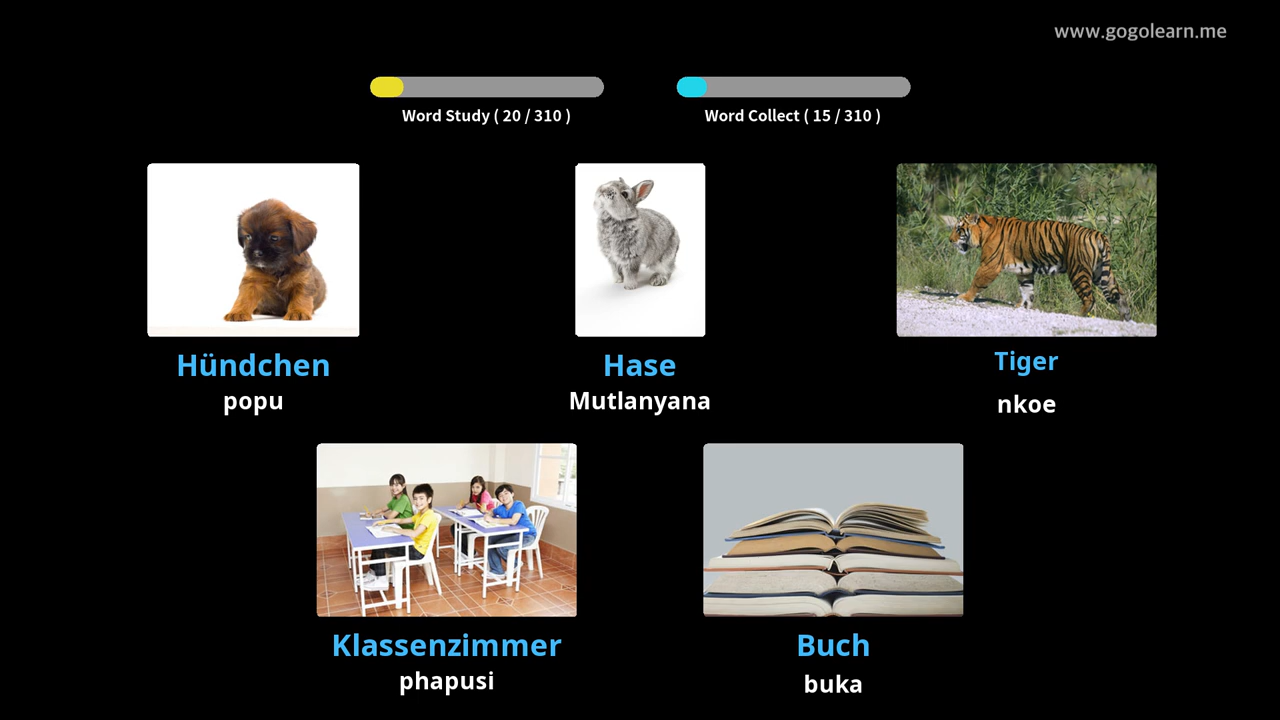 www.gogolearn.me
Word Study ( 20 / 310 )
Word Collect ( 15 / 310 )
Hündchen
popu
Hase
Mutlanyana
Tiger
nkoe
Klassenzimmer
phapusi
Buch
buka